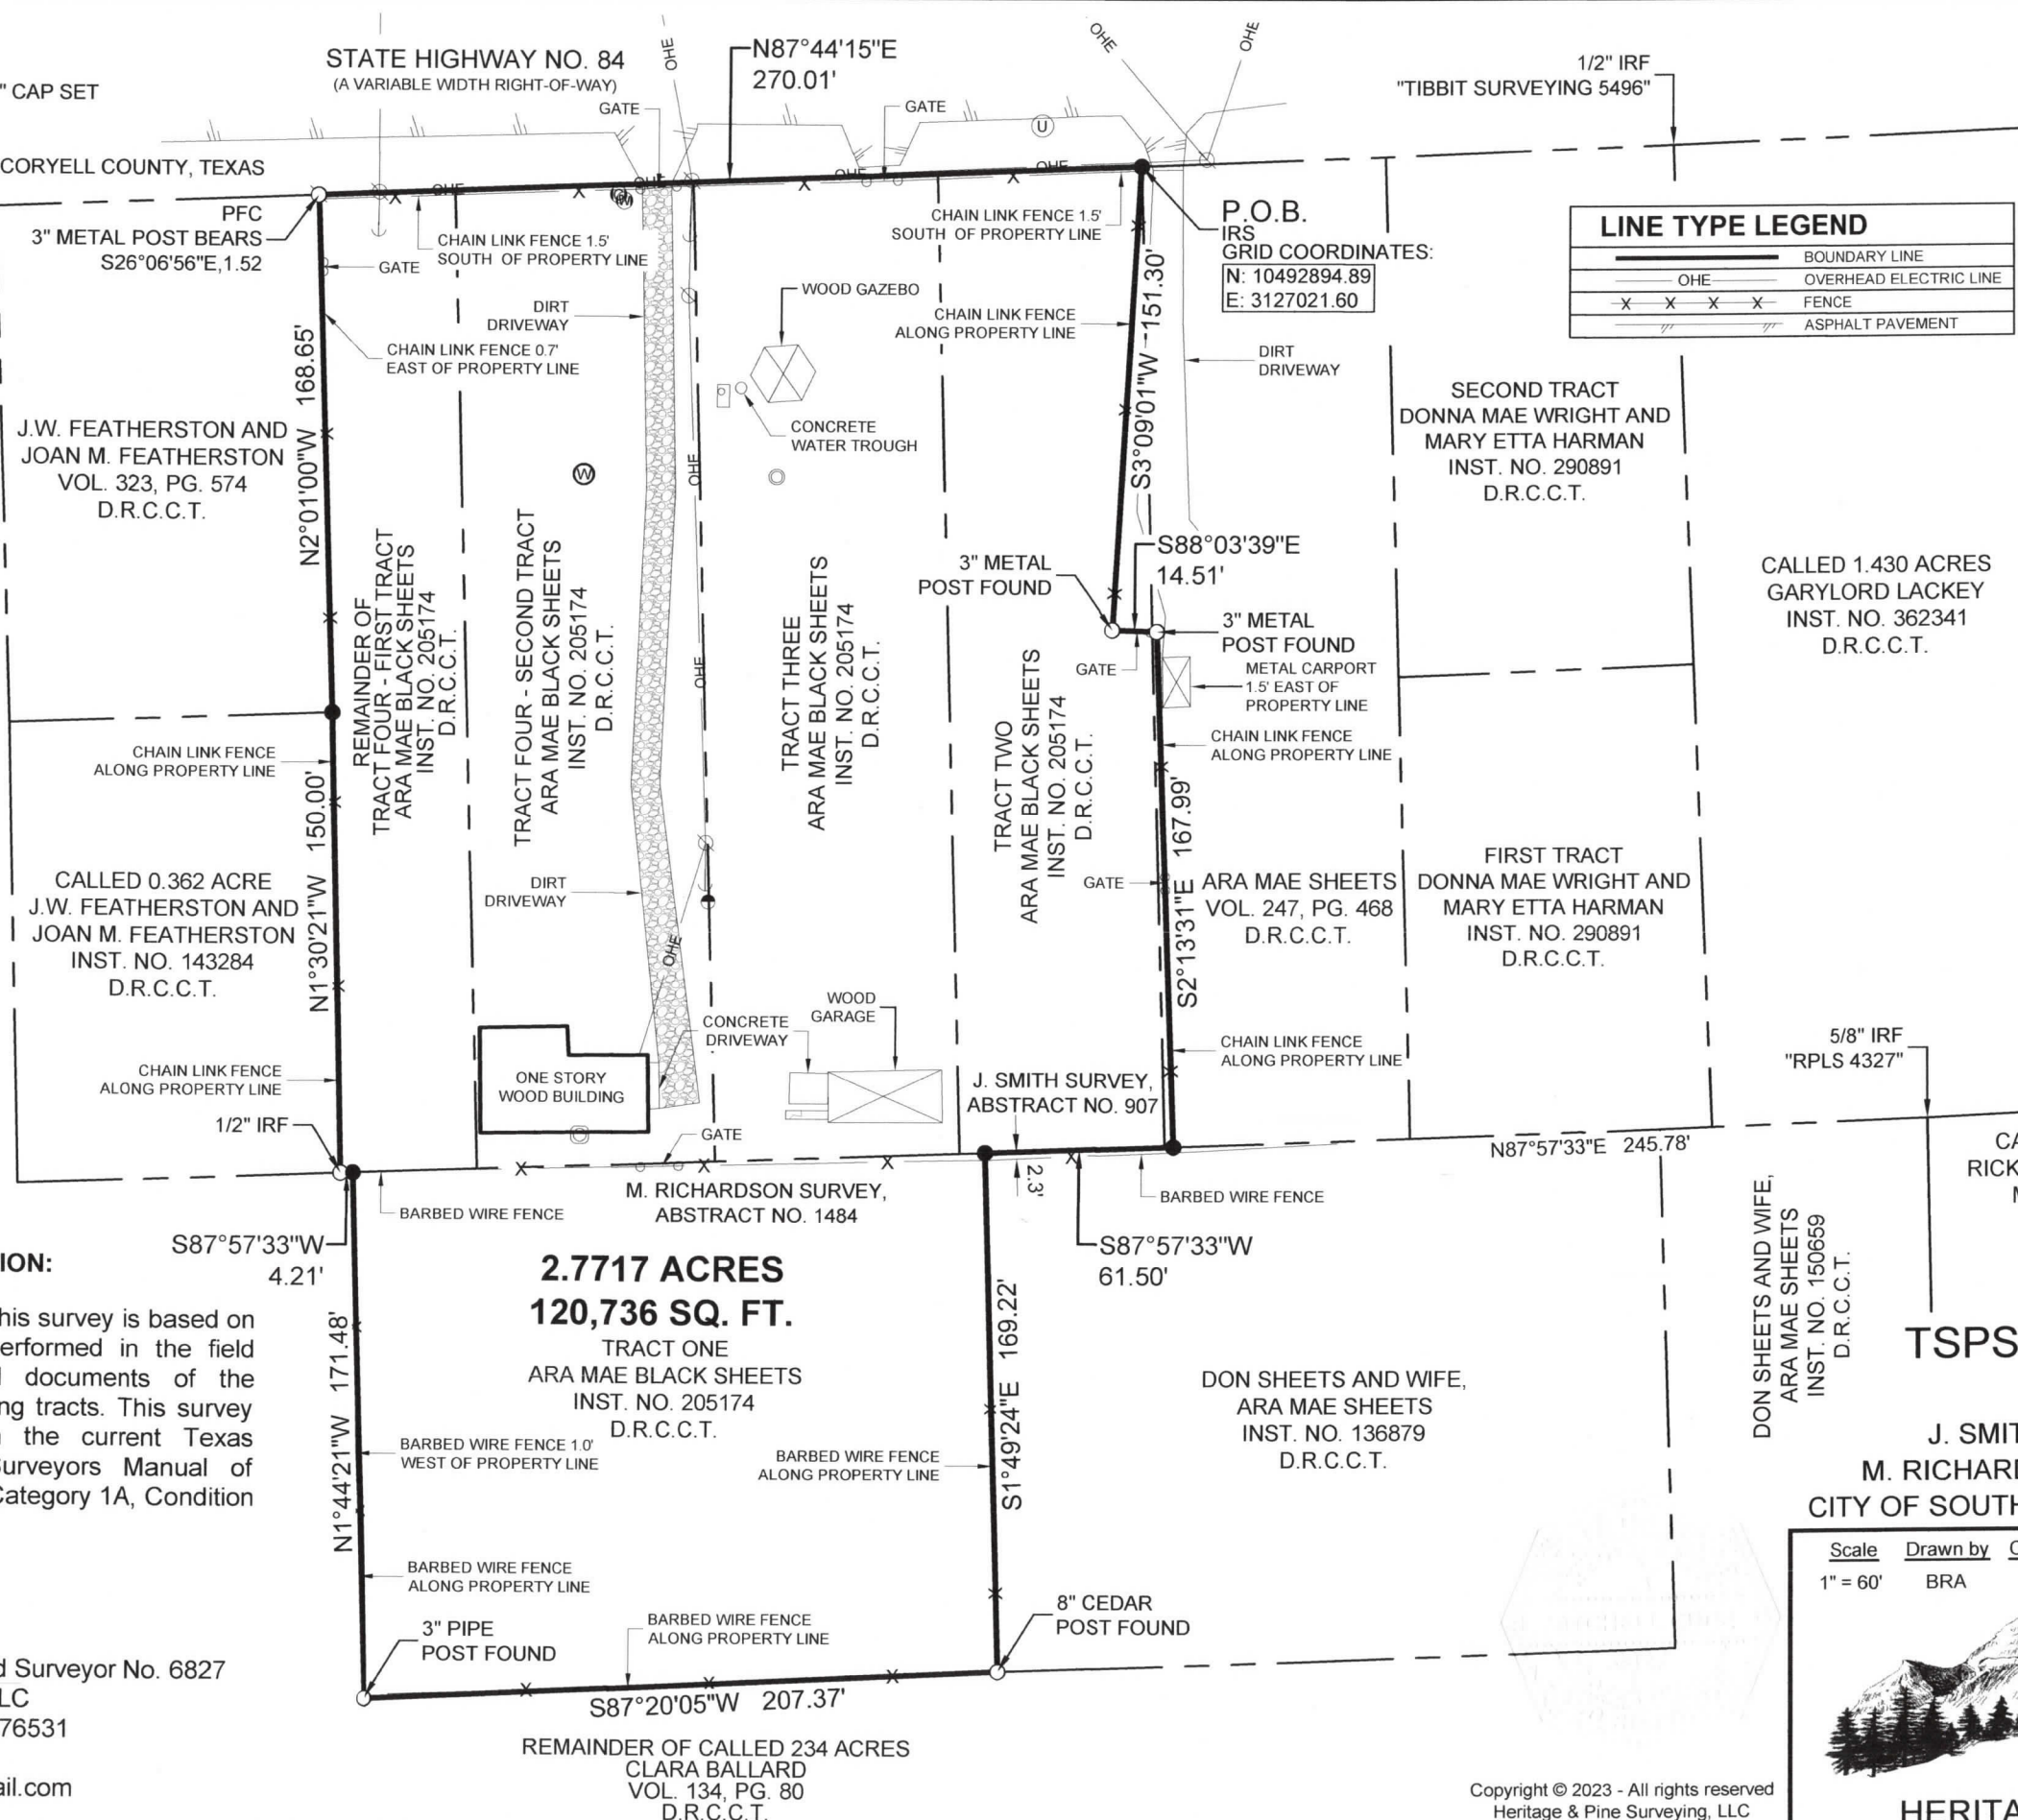 STATE HIGHWAY NO. 84
(A VARIABLE WIDTH RIGHT-OF-WAY)
N87°44'15"E
270.01'
OHE
OHE
OHE
1/2" IRF
"TIBBIT SURVEYING 5496"
" CAP SET
GATE
GATE
U
CORYELL COUNTY, TEXAS
OHE
OHE
OHE
OHE
PFC
3" METAL POST BEARS
S26°06'56"E,1.52
CHAIN LINK FENCE 1.5'
SOUTH OF PROPERTY LINE
GATE
CHAIN LINK FENCE 1.5'
SOUTH OF PROPERTY LINE
P.O.B.
IRS
GRID COORDINATES:
N: 10492894.89
E: 3127021.60
LINE TYPE LEGEND
BOUNDARY LINE
OHE OVERHEAD ELECTRIC LINE
X X X X FENCE
ASPHALT PAVEMENT
WOOD GAZEBO
DIRT
DRIVEWAY
CHAIN LINK FENCE
ALONG PROPERTY LINE
CHAIN LINK FENCE 0.7'
EAST OF PROPERTY LINE
N2°01'00"W 168.65'
S3°09'01"W 151.30'
DIRT
DRIVEWAY
CONCRETE
WATER TROUGH
W
OHE
J.W. FEATHERSTON AND
JOAN M. FEATHERSTON
VOL. 323, PG. 574
D.R.C.C.T.
SECOND TRACT
DONNA MAE WRIGHT AND
MARY ETTA HARMAN
INST. NO. 290891
D.R.C.C.T.
CALLED 1.430 ACRES
GARYLORD LACKEY
INST. NO. 362341
D.R.C.C.T.
REMAINDER OF
TRACT FOUR - FIRST TRACT
ARA MAE BLACK SHEETS
INST. NO. 205174
D.R.C.C.T.
TRACT FOUR - SECOND TRACT
ARA MAE BLACK SHEETS
INST. NO. 205174
D.R.C.C.T.
OHE
TRACT THREE
ARA MAE BLACK SHEETS
INST. NO. 205174
D.R.C.C.T.
TRACT TWO
ARA MAE BLACK SHEETS
INST. NO. 205174
D.R.C.C.T.
3" METAL
POST FOUND
S88°03'39"E
14.51'
3" METAL
POST FOUND
GATE
METAL CARPORT
1.5' EAST OF
PROPERTY LINE
CHAIN LINK FENCE
ALONG PROPERTY LINE
CHAIN LINK FENCE
ALONG PROPERTY LINE
N1°30'21"W 150.00'
S2°13'31"E 167.99'
GATE
CALLED 0.362 ACRE
J.W. FEATHERSTON AND
JOAN M. FEATHERSTON
INST. NO. 143284
D.R.C.C.T.
DIRT
DRIVEWAY
OHE
ARA MAE SHEETS
VOL. 247, PG. 468
D.R.C.C.T.
FIRST TRACT
DONNA MAE WRIGHT AND
MARY ETTA HARMAN
INST. NO. 290891
D.R.C.C.T.
CHAIN LINK FENCE
ALONG PROPERTY LINE
ONE STORY
WOOD BUILDING
CONCRETE
DRIVEWAY
WOOD
GARAGE
J. SMITH SURVEY,
ABSTRACT NO. 907
CHAIN LINK FENCE
ALONG PROPERTY LINE
5/8" IRF
"RPLS 4327"
1/2" IRF
GATE
M. RICHARDSON SURVEY,
ABSTRACT NO. 1484
BARBED WIRE FENCE
2.3'
BARBED WIRE FENCE
N87°57'33"E 245.78'
CA
RICK
M
S87°57'33"W
4.21'
S87°57'33"W
61.50'
DON SHEETS AND WIFE,
ARA MAE SHEETS
INST. NO. 150659
D.R.C.C.T.
ION:
his survey is based on
erformed in the field
documents of the
ng tracts. This survey
the current Texas
urveyors Manual of
Category 1A, Condition
2.7717 ACRES
120,736 SQ. FT.
TRACT ONE
ARA MAE BLACK SHEETS
INST. NO. 205174
D.R.C.C.T.
N1°44'21"W 171.48'
S1°49'24"E 169.22'
BARBED WIRE FENCE 1.0'
WEST OF PROPERTY LINE
BARBED WIRE FENCE
ALONG PROPERTY LINE
DON SHEETS AND WIFE,
ARA MAE SHEETS
INST. NO. 136879
D.R.C.C.T.
TSPS
J. SMIT
M. RICHARD
CITY OF SOUTH
BARBED WIRE FENCE
ALONG PROPERTY LINE
3" PIPE
POST FOUND
BARBED WIRE FENCE
ALONG PROPERTY LINE
8" CEDAR
POST FOUND
S87°20'05"W 207.37'
REMAINDER OF CALLED 234 ACRES
CLARA BALLARD
VOL. 134, PG. 80
D.R.C.C.T.
d Surveyor No. 6827
LC
76531
ail.com
Scale Drawn by
1" = 60' BRA
Copyright © 2023 - All rights reserved
Heritage & Pine Surveying, LLC
HERITA